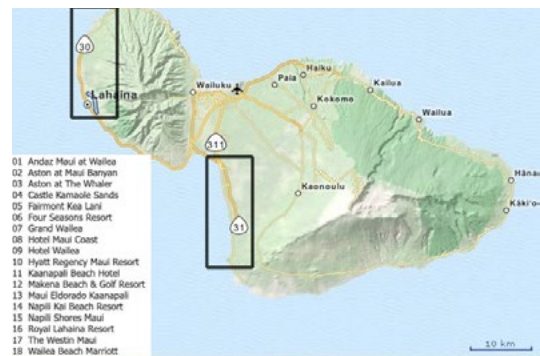 30
Lahaina
Wailuku
Paia
Haiku
Kokomo
Kailua
Wailua
311
Kaonoulu
31
Hāna
Kāki'o
01 Andaz Maui at Wailea
02 Aston at Maui Banyan
03 Aston at The Whaler
04 Castle Kamaole Sands
05 Fairmont Kea Lani
06 Four Seasons Resort
07 Grand Wailea
08 Hotel Maui Coast
09 Hotel Wailea
10 Hyatt Regency Maui Resort
11 Kaanapali Beach Hotel
12 Makena Beach & Golf Resort
13 Maui Eldorado Kaanapali
14 Napili Kai Beach Resort
15 Napili Shores Maui
16 Royal Lahaina Resort
17 The Westin Maui
18 Wailea Beach Marriott
10 km